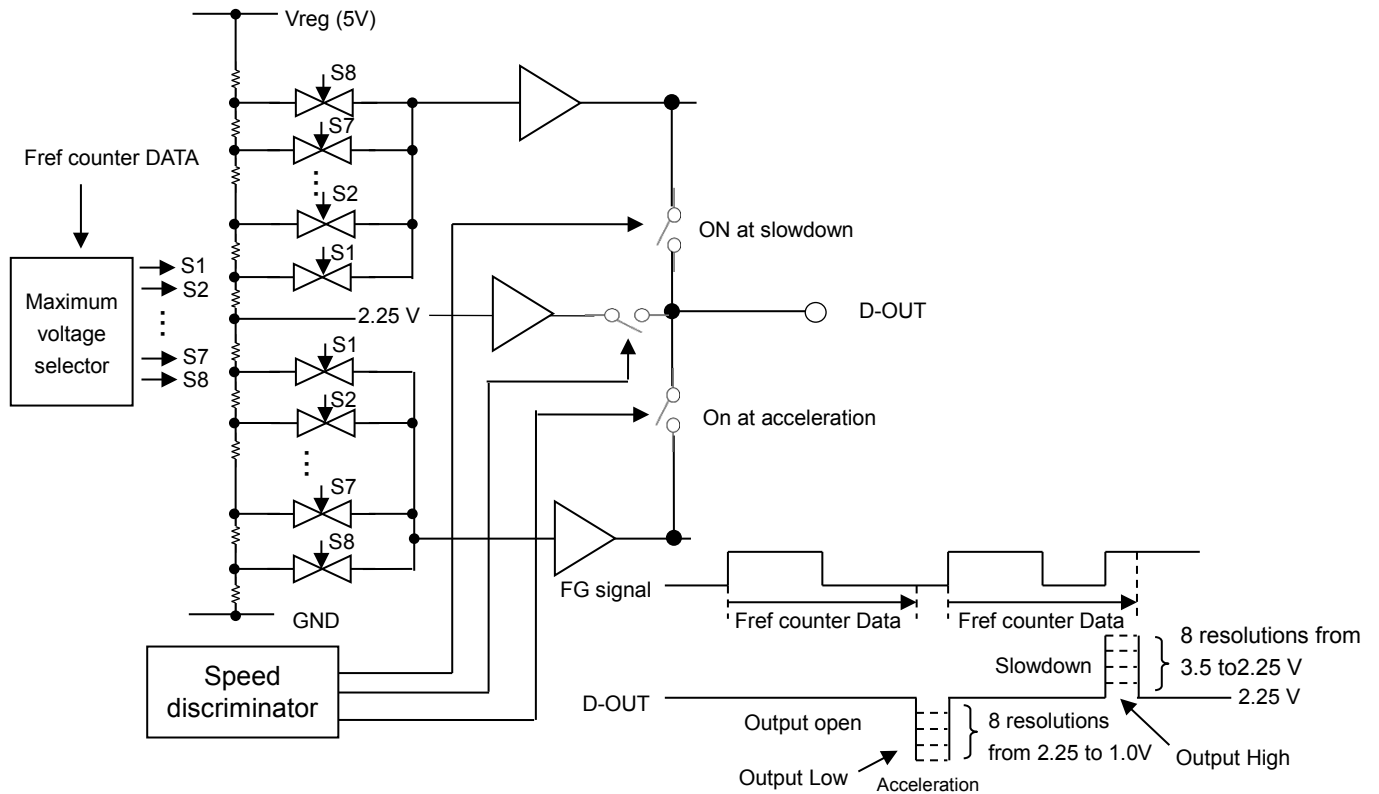 Vreg (5V)
S8
S7
S2
S1
Fref counter DATA
Maximum
voltage
selector
S1
S2
S7
S8
2.25 V
S1
S2
S7
S8
GND
ON at slowdown
D-OUT
On at acceleration
Speed
discriminator
FG signal
Fref counter Data
Fref counter Data
Slowdown
8 resolutions from
3.5 to2.25 V
2.25 V
D-OUT
Output open
8 resolutions
from 2.25 to 1.0V
Output High
Output Low
Acceleration